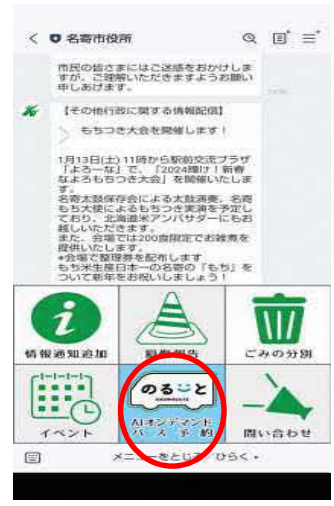 名寄市役所
市民の皆さまにはご迷惑をおかけしま
すが、ご理解いただきますようお願い
申しあげます。
【その他行政に関する情報配信】
もちつき大会を開催します！
1月13日(土) 11時から駅前交流プラザ
「よろーな」で、「2024輝け！新春
なよろもちつき大会」を開催いたしま
す。
名寄太鼓保存会による太鼓演奏、名寄
もち大使によるもちつき実演を予定し
ており、北海道米アンバサダーにもお
越しいただきます。
また、会場では200食限定でお雑煮を
提供いたします。
*会場で整理券を配布します
もち米生産日本一の名寄の「もち」を
ついて新年をお祝いしましょう！
情報通知追加
ごみの分別
イベント
のるーと
AIオンデマンド
バス予約
問い合わせ
メニューをとじる／ひらく